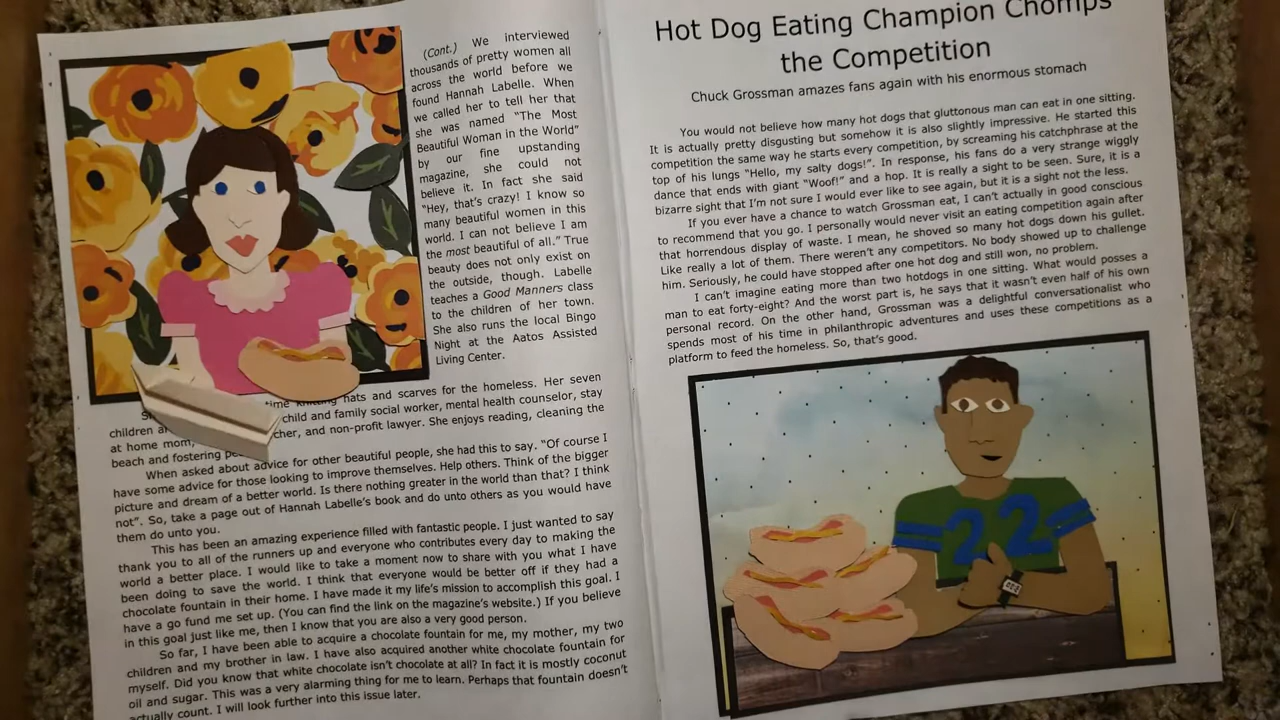 (Cont.) We interviewed
thousands of pretty women all
across the world before we
found Hannah Labelle. When
we called her to tell her that
she was named "The Most
Beautiful Woman in the World"
by our fine upstanding
magazine, she could not
believe it. In fact she said
"Hey, that's crazy! I know so
many beautiful women in this
world. I can not believe I am
the most beautiful of all." True
beauty does not only exist on
the outside, though. Labelle
teaches a Good Manners class
to the children of her town.
She also runs the local Bingo
Night at the Aatos Assisted
Living Center.
time knitting hats and scarves for the homeless. Her seven
children child and family social worker, mental health counselor, stay
at home mom, and non-profit lawyer. She enjoys reading, cleaning the
beach and fostering
When asked about advice for other beautiful people, she had this to say. "Of course I
have some advice for those looking to improve themselves. Help others. Think of the bigger
picture and dream of a better world. Is there nothing greater in the world than that? I think
not". So, take a page out of Hannah Labelle's book and do unto others as you would have
them do unto you.
This has been an amazing experience filled with fantastic people. I just wanted to say
thank you to all of the runners up and everyone who contributes every day to making the
world a better place. I would like to take a moment now to share with you what I have
been doing to save the world. I think that everyone would be better off if they had a
chocolate fountain in their home. I have made it my life's mission to accomplish this goal. I
have a go fund me set up. (You can find the link on the magazine's website.) If you believe
in this goal just like me, then I know that you are also a very good person.
So far, I have been able to acquire a chocolate fountain for me, my mother, my two
children and my brother in law. I have also acquired another white chocolate fountain for
myself. Did you know that white chocolate isn't chocolate at all? In fact it is mostly coconut
oil and sugar. This was a very alarming thing for me to learn. Perhaps that fountain doesn't
actually count. I will look further into this issue later.
Hot Dog Eating Champion Chomps
the Competition
Chuck Grossman amazes fans again with his enormous stomach
You would not believe how many hot dogs that gluttonous man can eat in one sitting.
It is actually pretty disgusting but somehow it is also slightly impressive. He started this
competition the same way he starts every competition, by screaming his catchphrase at the
top of his lungs "Hello, my salty dogs!". In response, his fans do a very strange wiggly
dance that ends with giant "Woof!" and a hop. It is really a sight to be seen. Sure, it is a
bizarre sight that I'm not sure I would ever like to see again, but it is a sight not the less.
If you ever have a chance to watch Grossman eat, I can't actually in good conscious
to recommend that you go. I personally would never visit an eating competition again after
that horrendous display of waste. I mean, he shoved so many hot dogs down his gullet.
Like really a lot of them. There weren't any competitors. No body showed up to challenge
him. Seriously, he could have stopped after one hot dog and still won, no problem.
I can't imagine eating more than two hotdogs in one sitting. What would posses a
man to eat forty-eight? And the worst part is, he says that it wasn't even half of his own
personal record. On the other hand, Grossman was a delightful conversationalist who
spends most of his time in philanthropic adventures and uses these competitions as a
platform to feed the homeless. So, that's good.
22